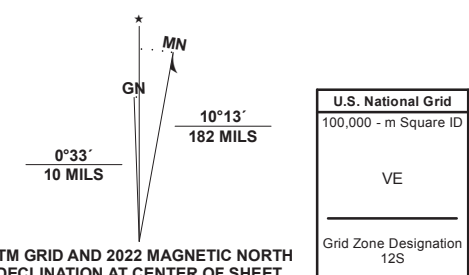 ★
MN
GN
10°13´
182 MILS
0°33´
10 MILS
TM GRID AND 2022 MAGNETIC NORTH
DECLINATION AT CENTER OF SHEET
U.S. National Grid
100,000 - m Square ID
VE
Grid Zone Designation
12S